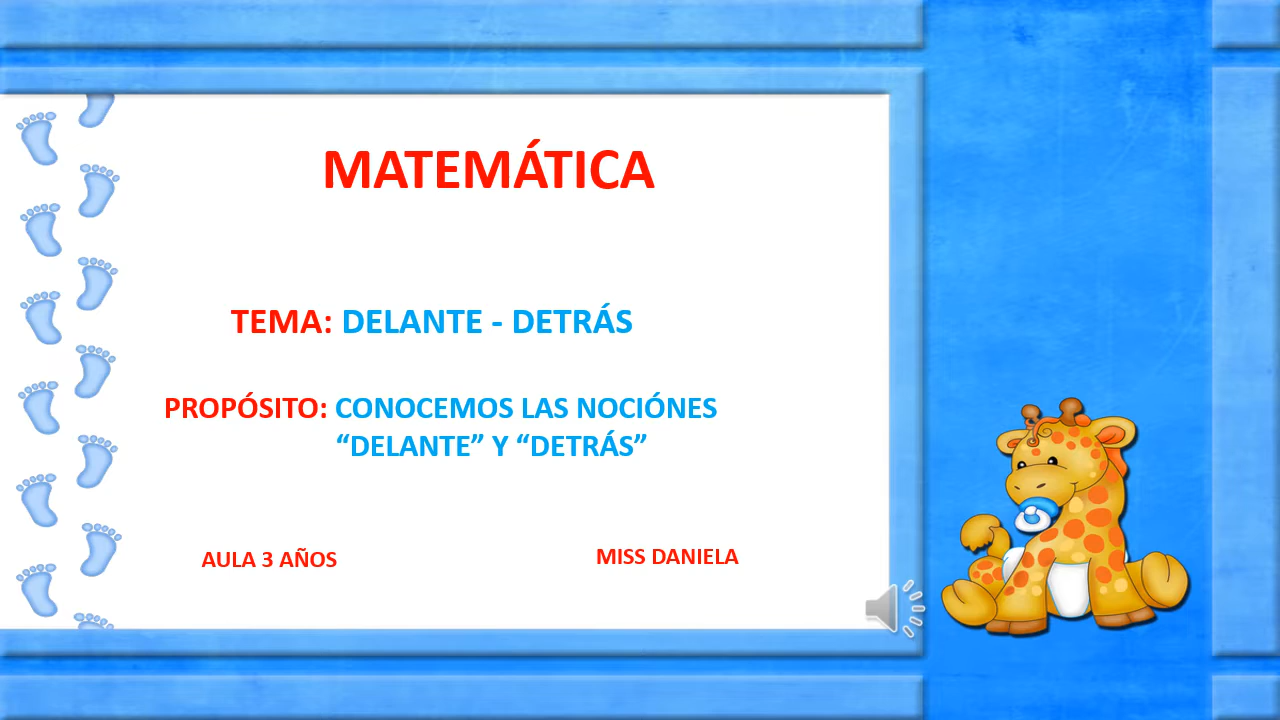 MATEMÁTICA
TEMA: DELANTE - DETRÁS
PROPÓSITO: CONOCEMOS LAS NOCIÓNES
“DELANTE” Y “DETRÁS”
AULA 3 AÑOS
MISS DANIELA